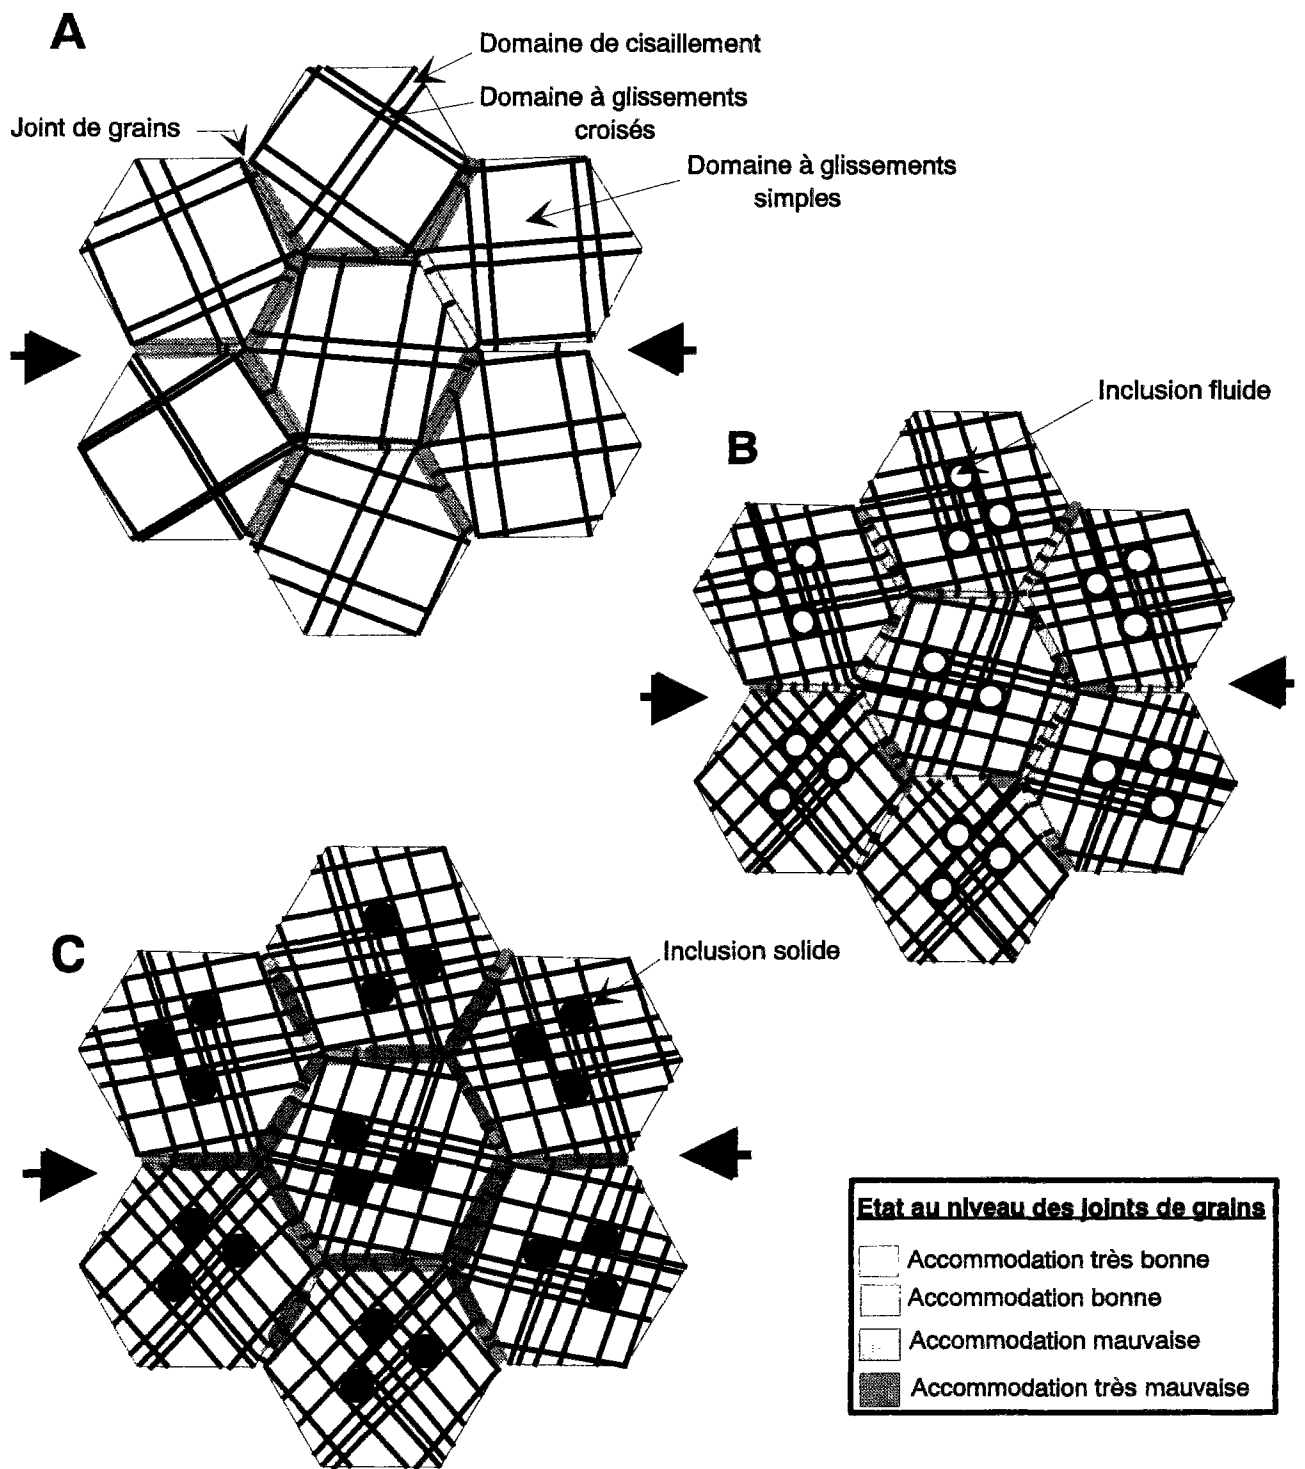 A
Domaine de cisaillement
Domaine à glissements
croisés
Joint de grains
Domaine à glissements
simples
Inclusion fluide
B
C
Inclusion solide
Etat au niveau des joints de grains
Accommodation très bonne
Accommodation bonne
Accommodation mauvaise
Accommodation très mauvaise